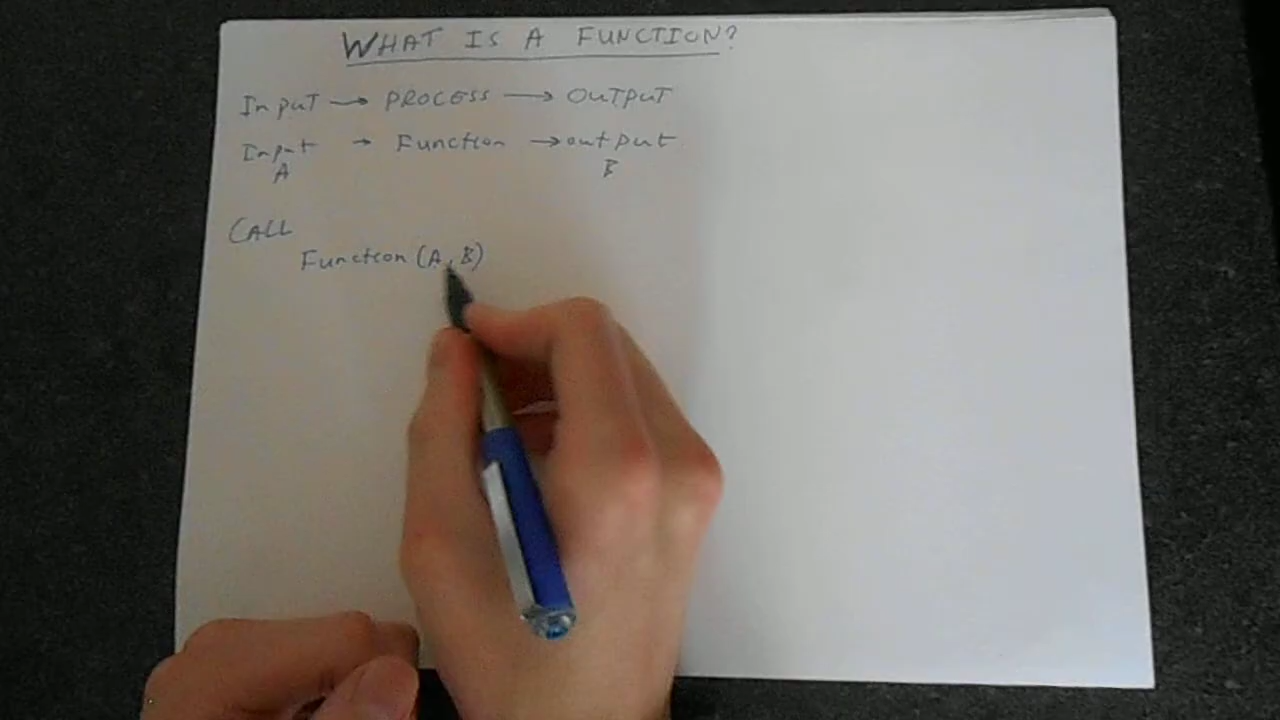 WHAT IS A FUNCTION?
Input → PROCESS → OUTPUT
Input → Function → output
A B
CALL
Function (A, B)